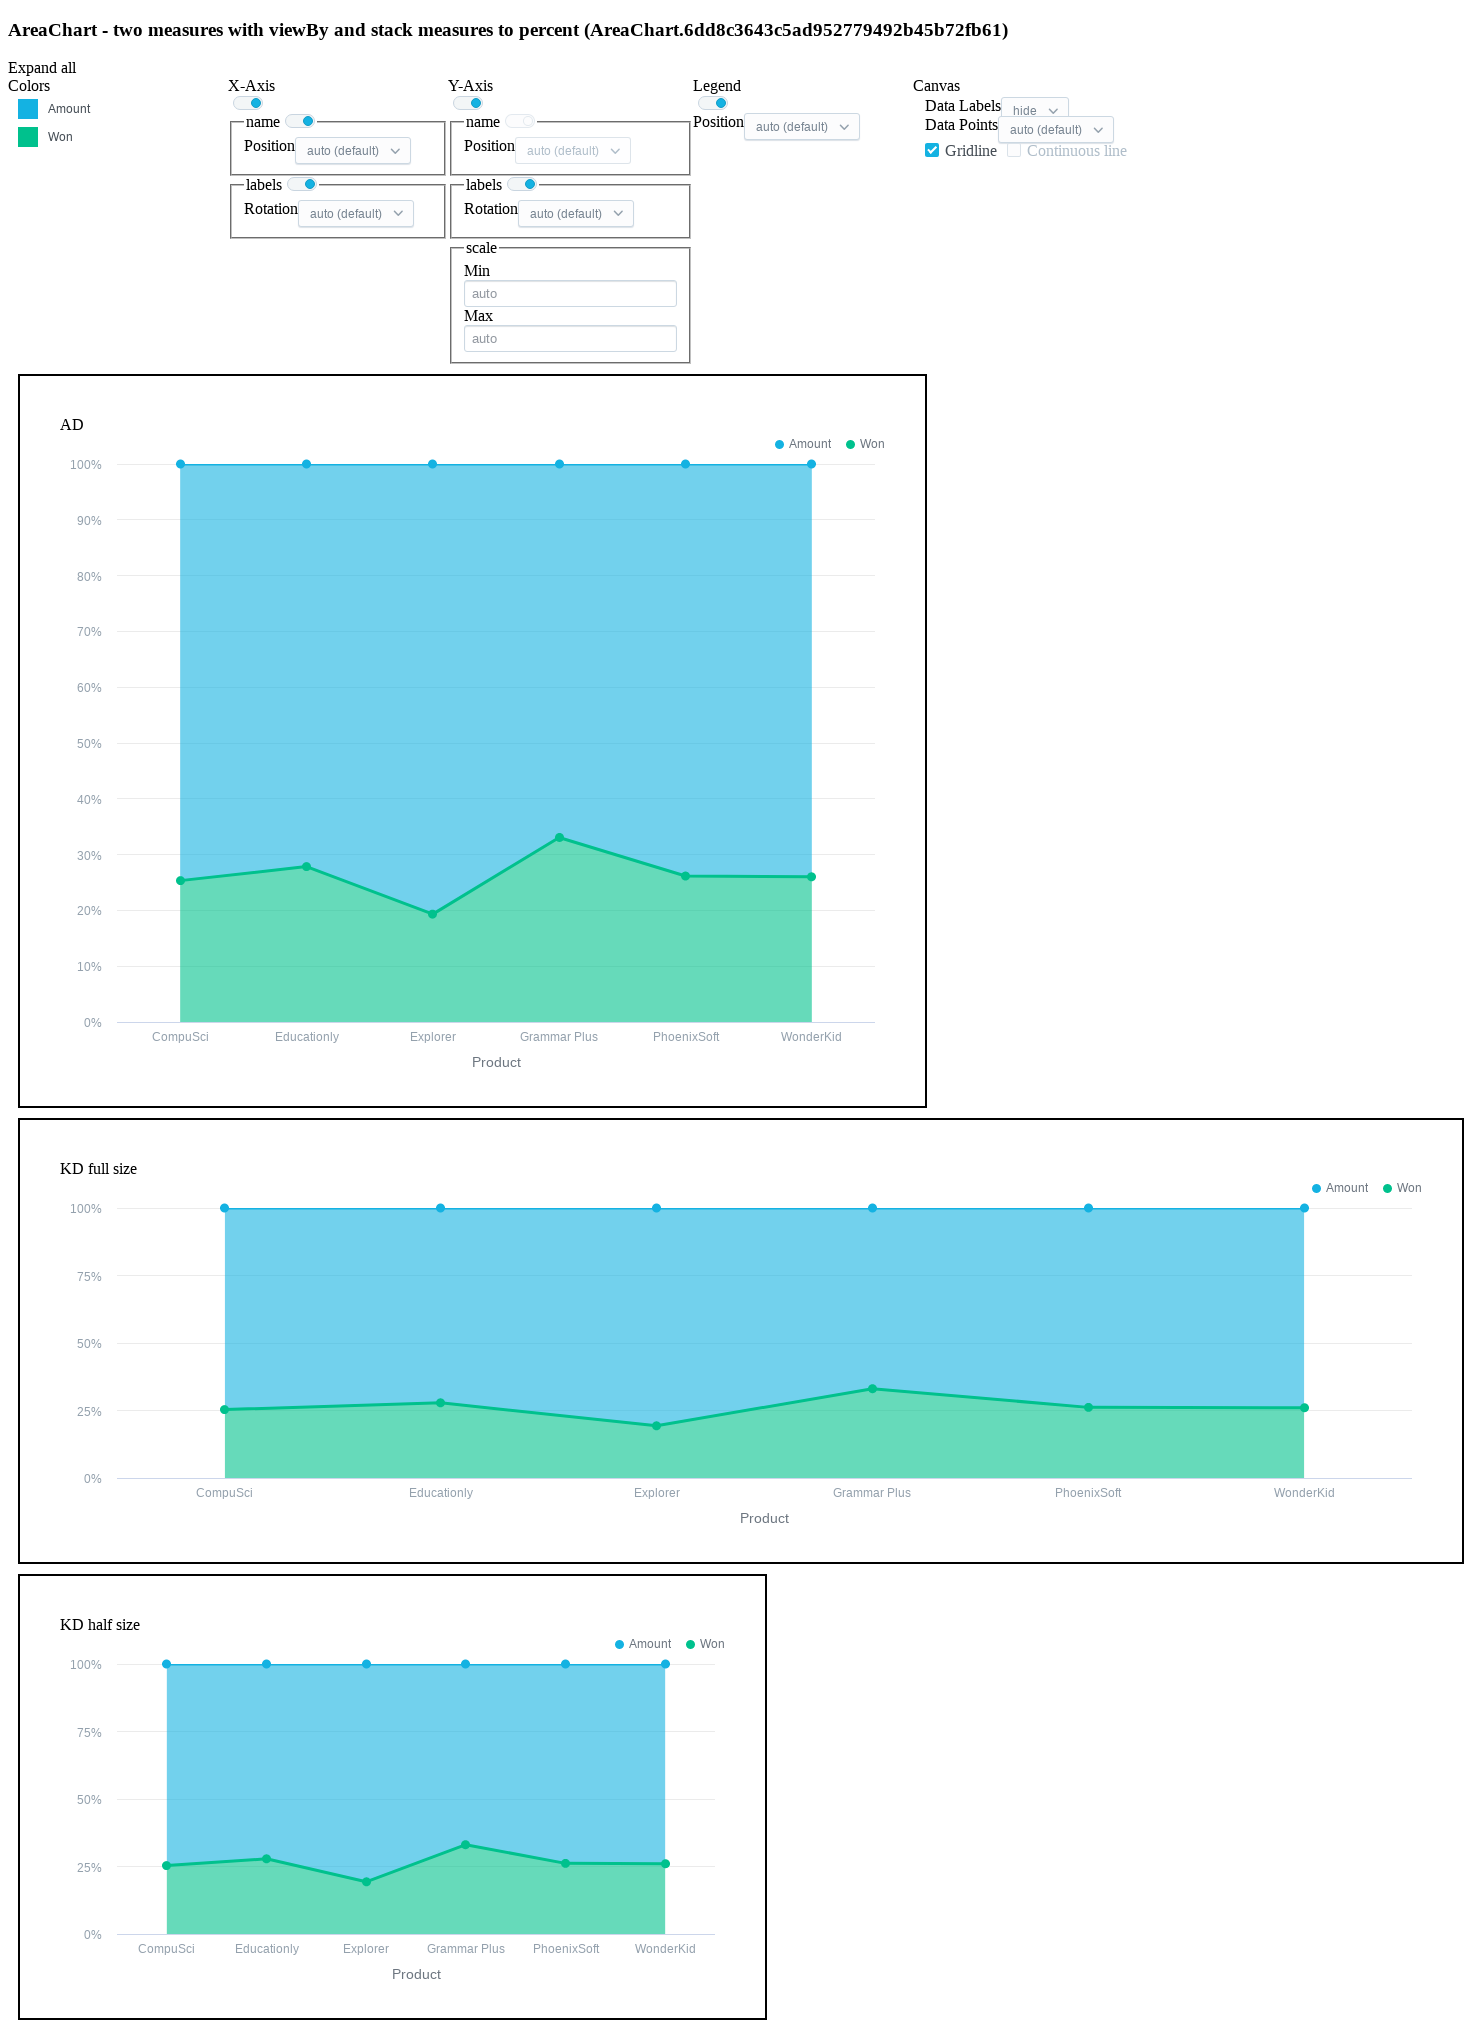 AreaChart - two measures with viewBy and stack measures to percent (AreaChart.6dd8c3643c5ad952779492b45b72fb61)
Expand all
Colors
Amount
Won
X-Axis
name
Position auto (default)
labels
Rotation auto (default)
Y-Axis
name
Position auto (default)
labels
Rotation auto (default)
scale
Min
auto
Max
auto
Legend
Position auto (default)
Canvas
Data Labels hide
Data Points auto (default)
Gridline Continuous line
AD
Amount Won
100%
90%
80%
70%
60%
50%
40%
30%
20%
10%
0%
CompuSci Educationly Explorer Grammar Plus PhoenixSoft WonderKid
Product
KD full size
Amount Won
100%
75%
50%
25%
0%
CompuSci Educationly Explorer Grammar Plus PhoenixSoft WonderKid
Product
KD half size
Amount Won
100%
75%
50%
25%
0%
CompuSci Educationly Explorer Grammar Plus PhoenixSoft WonderKid
Product